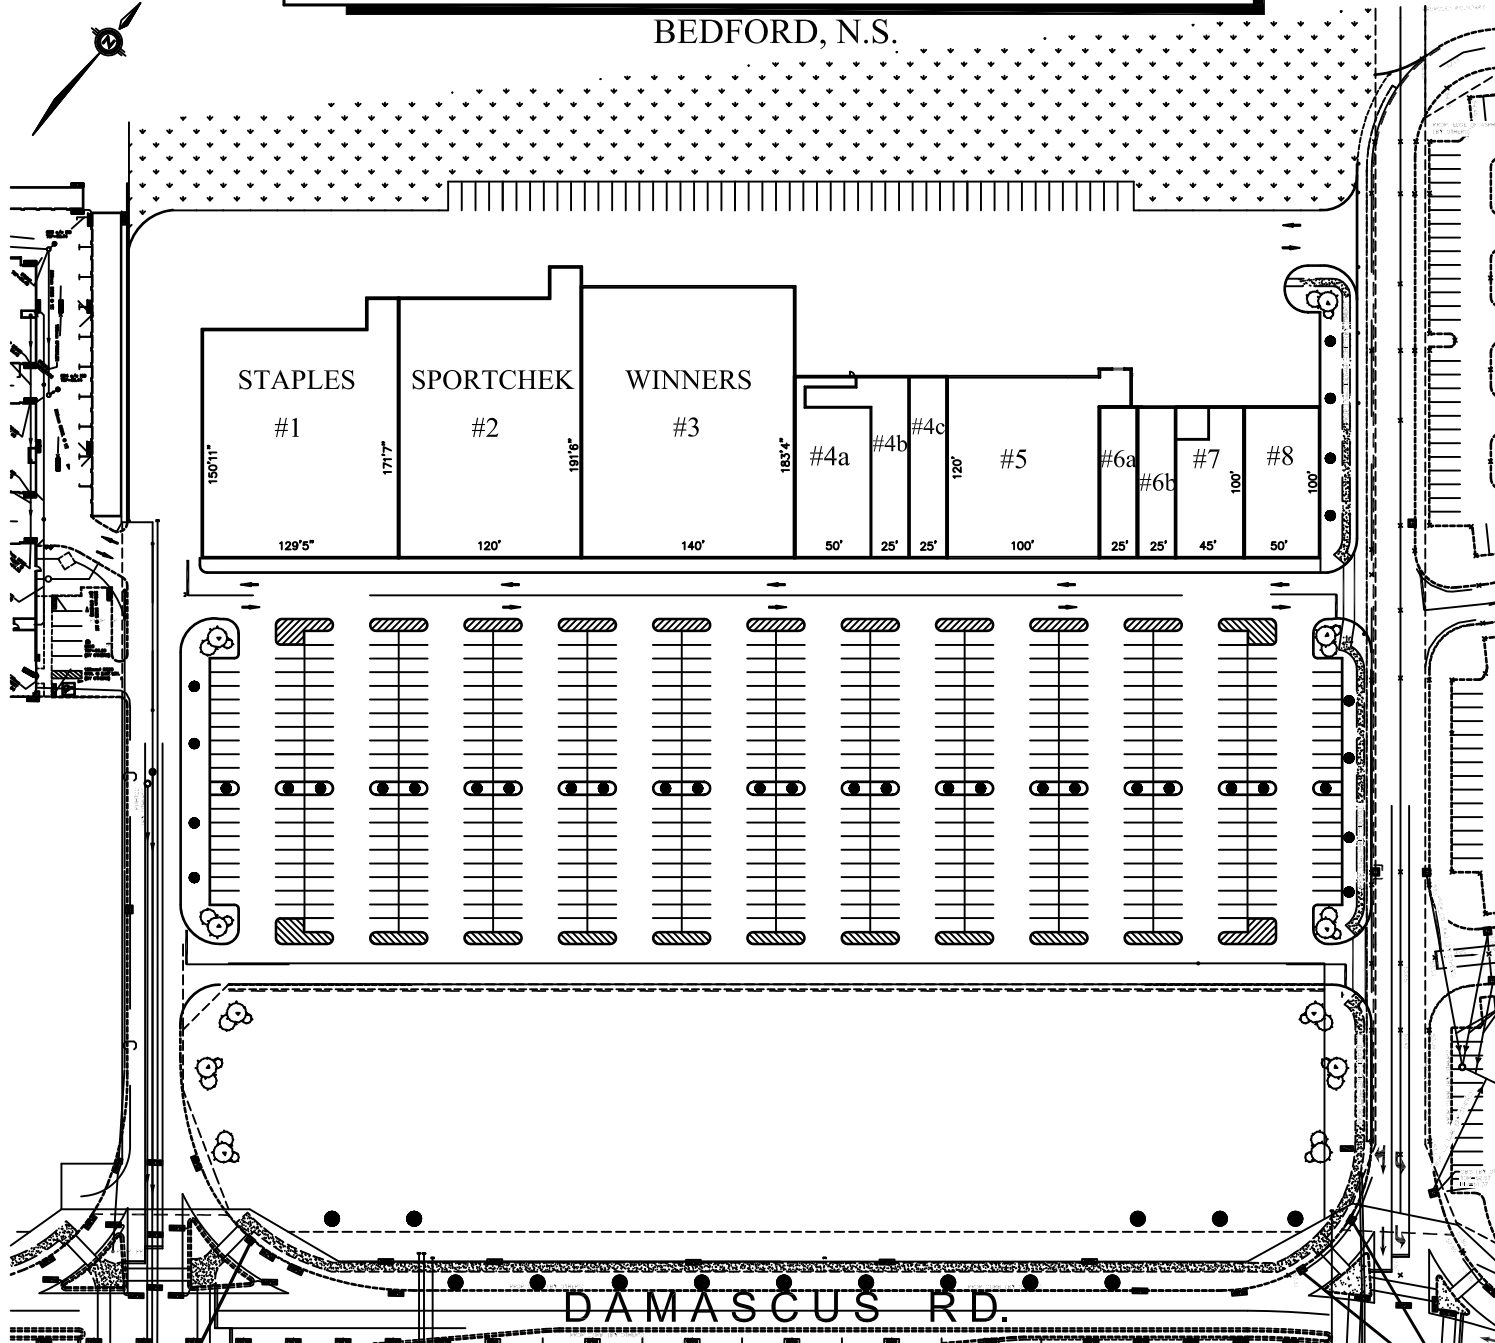 BEDFORD, N.S.
N
STAPLES
#1
150'11"
129'5"
SPORTCHEK
#2
171'7"
120'
WINNERS
#3
191'6"
140'
183'4"
#4a
50'
#4b
25'
#4c
25'
#5
120'
100'
#6a
25'
#6b
25'
#7
100'
45'
#8
100'
50'
DAMASCUS RD.